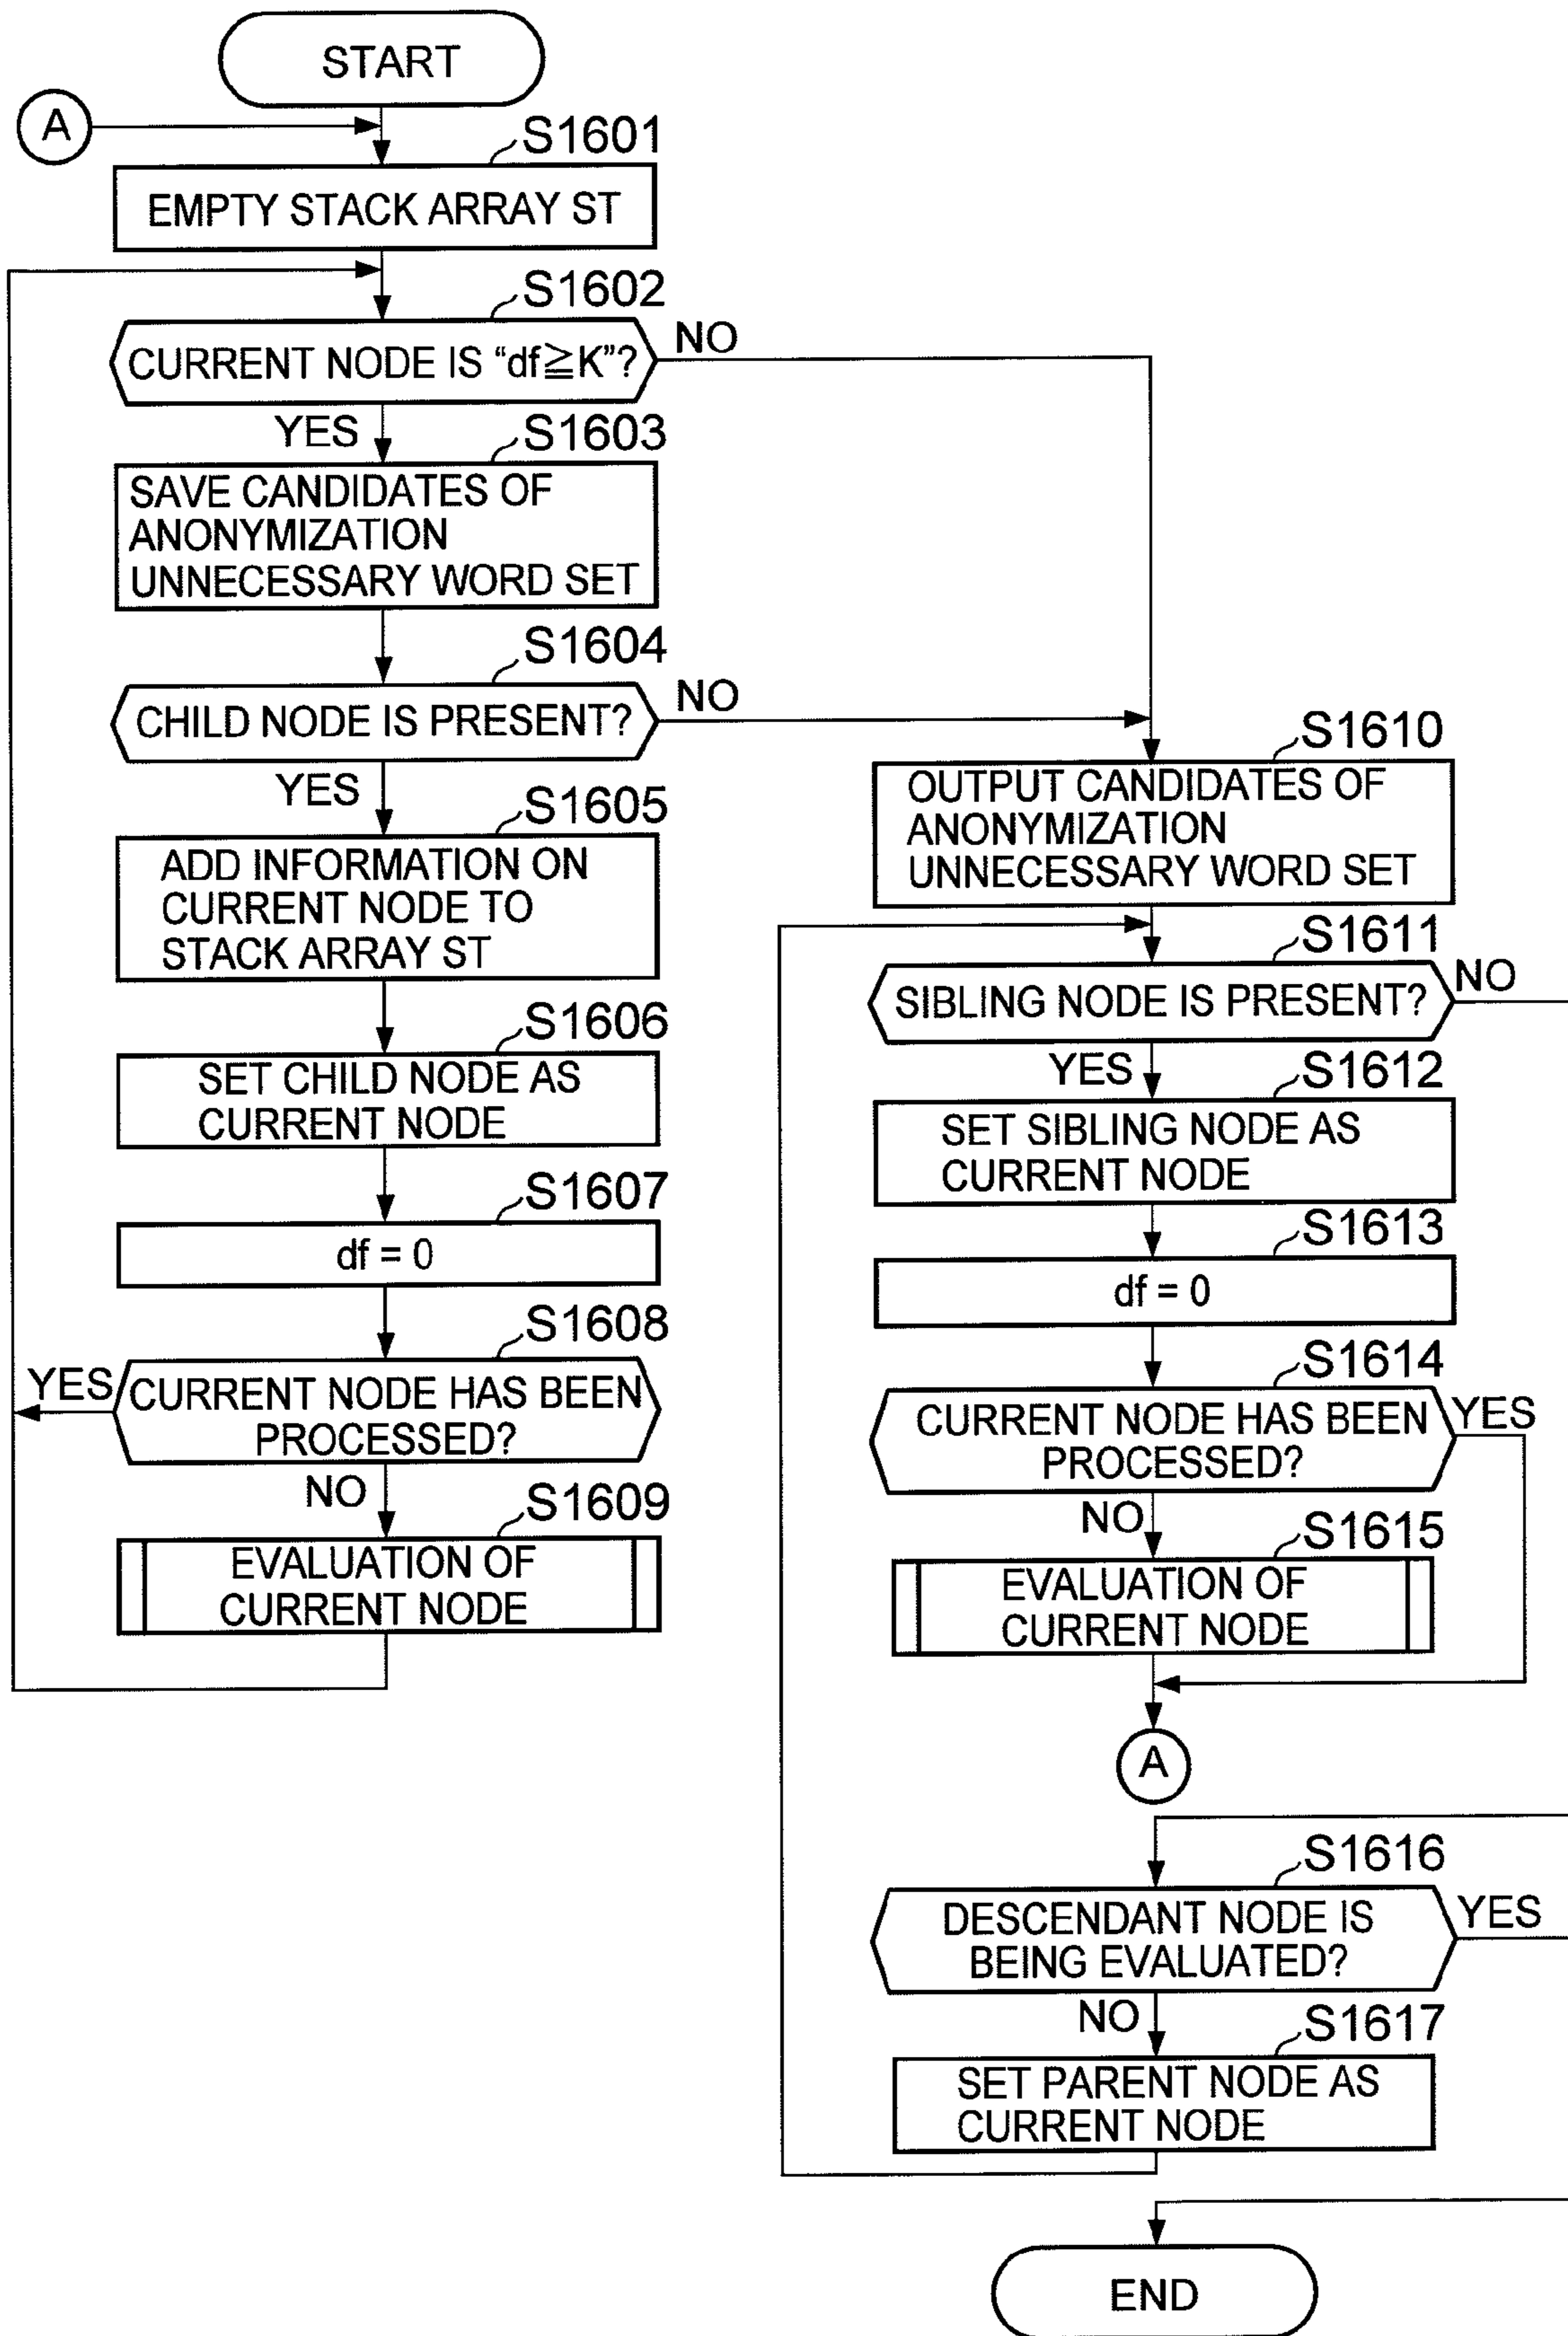 START
A
S1601
EMPTY STACK ARRAY ST
S1602
CURRENT NODE IS “df≧K”?
NO
YES
S1603
SAVE CANDIDATES OF
ANONYMIZATION
UNNECESSARY WORD SET
S1604
CHILD NODE IS PRESENT?
NO
YES
S1605
ADD INFORMATION ON
CURRENT NODE TO
STACK ARRAY ST
S1606
SET CHILD NODE AS
CURRENT NODE
S1607
df = 0
S1608
YES
CURRENT NODE HAS BEEN
PROCESSED?
NO
S1609
EVALUATION OF
CURRENT NODE
S1610
OUTPUT CANDIDATES OF
ANONYMIZATION
UNNECESSARY WORD SET
S1611
SIBLING NODE IS PRESENT?
NO
YES
S1612
SET SIBLING NODE AS
CURRENT NODE
S1613
df = 0
S1614
CURRENT NODE HAS BEEN
PROCESSED?
YES
NO
S1615
EVALUATION OF
CURRENT NODE
A
S1616
DESCENDANT NODE IS
BEING EVALUATED?
YES
NO
S1617
SET PARENT NODE AS
CURRENT NODE
END